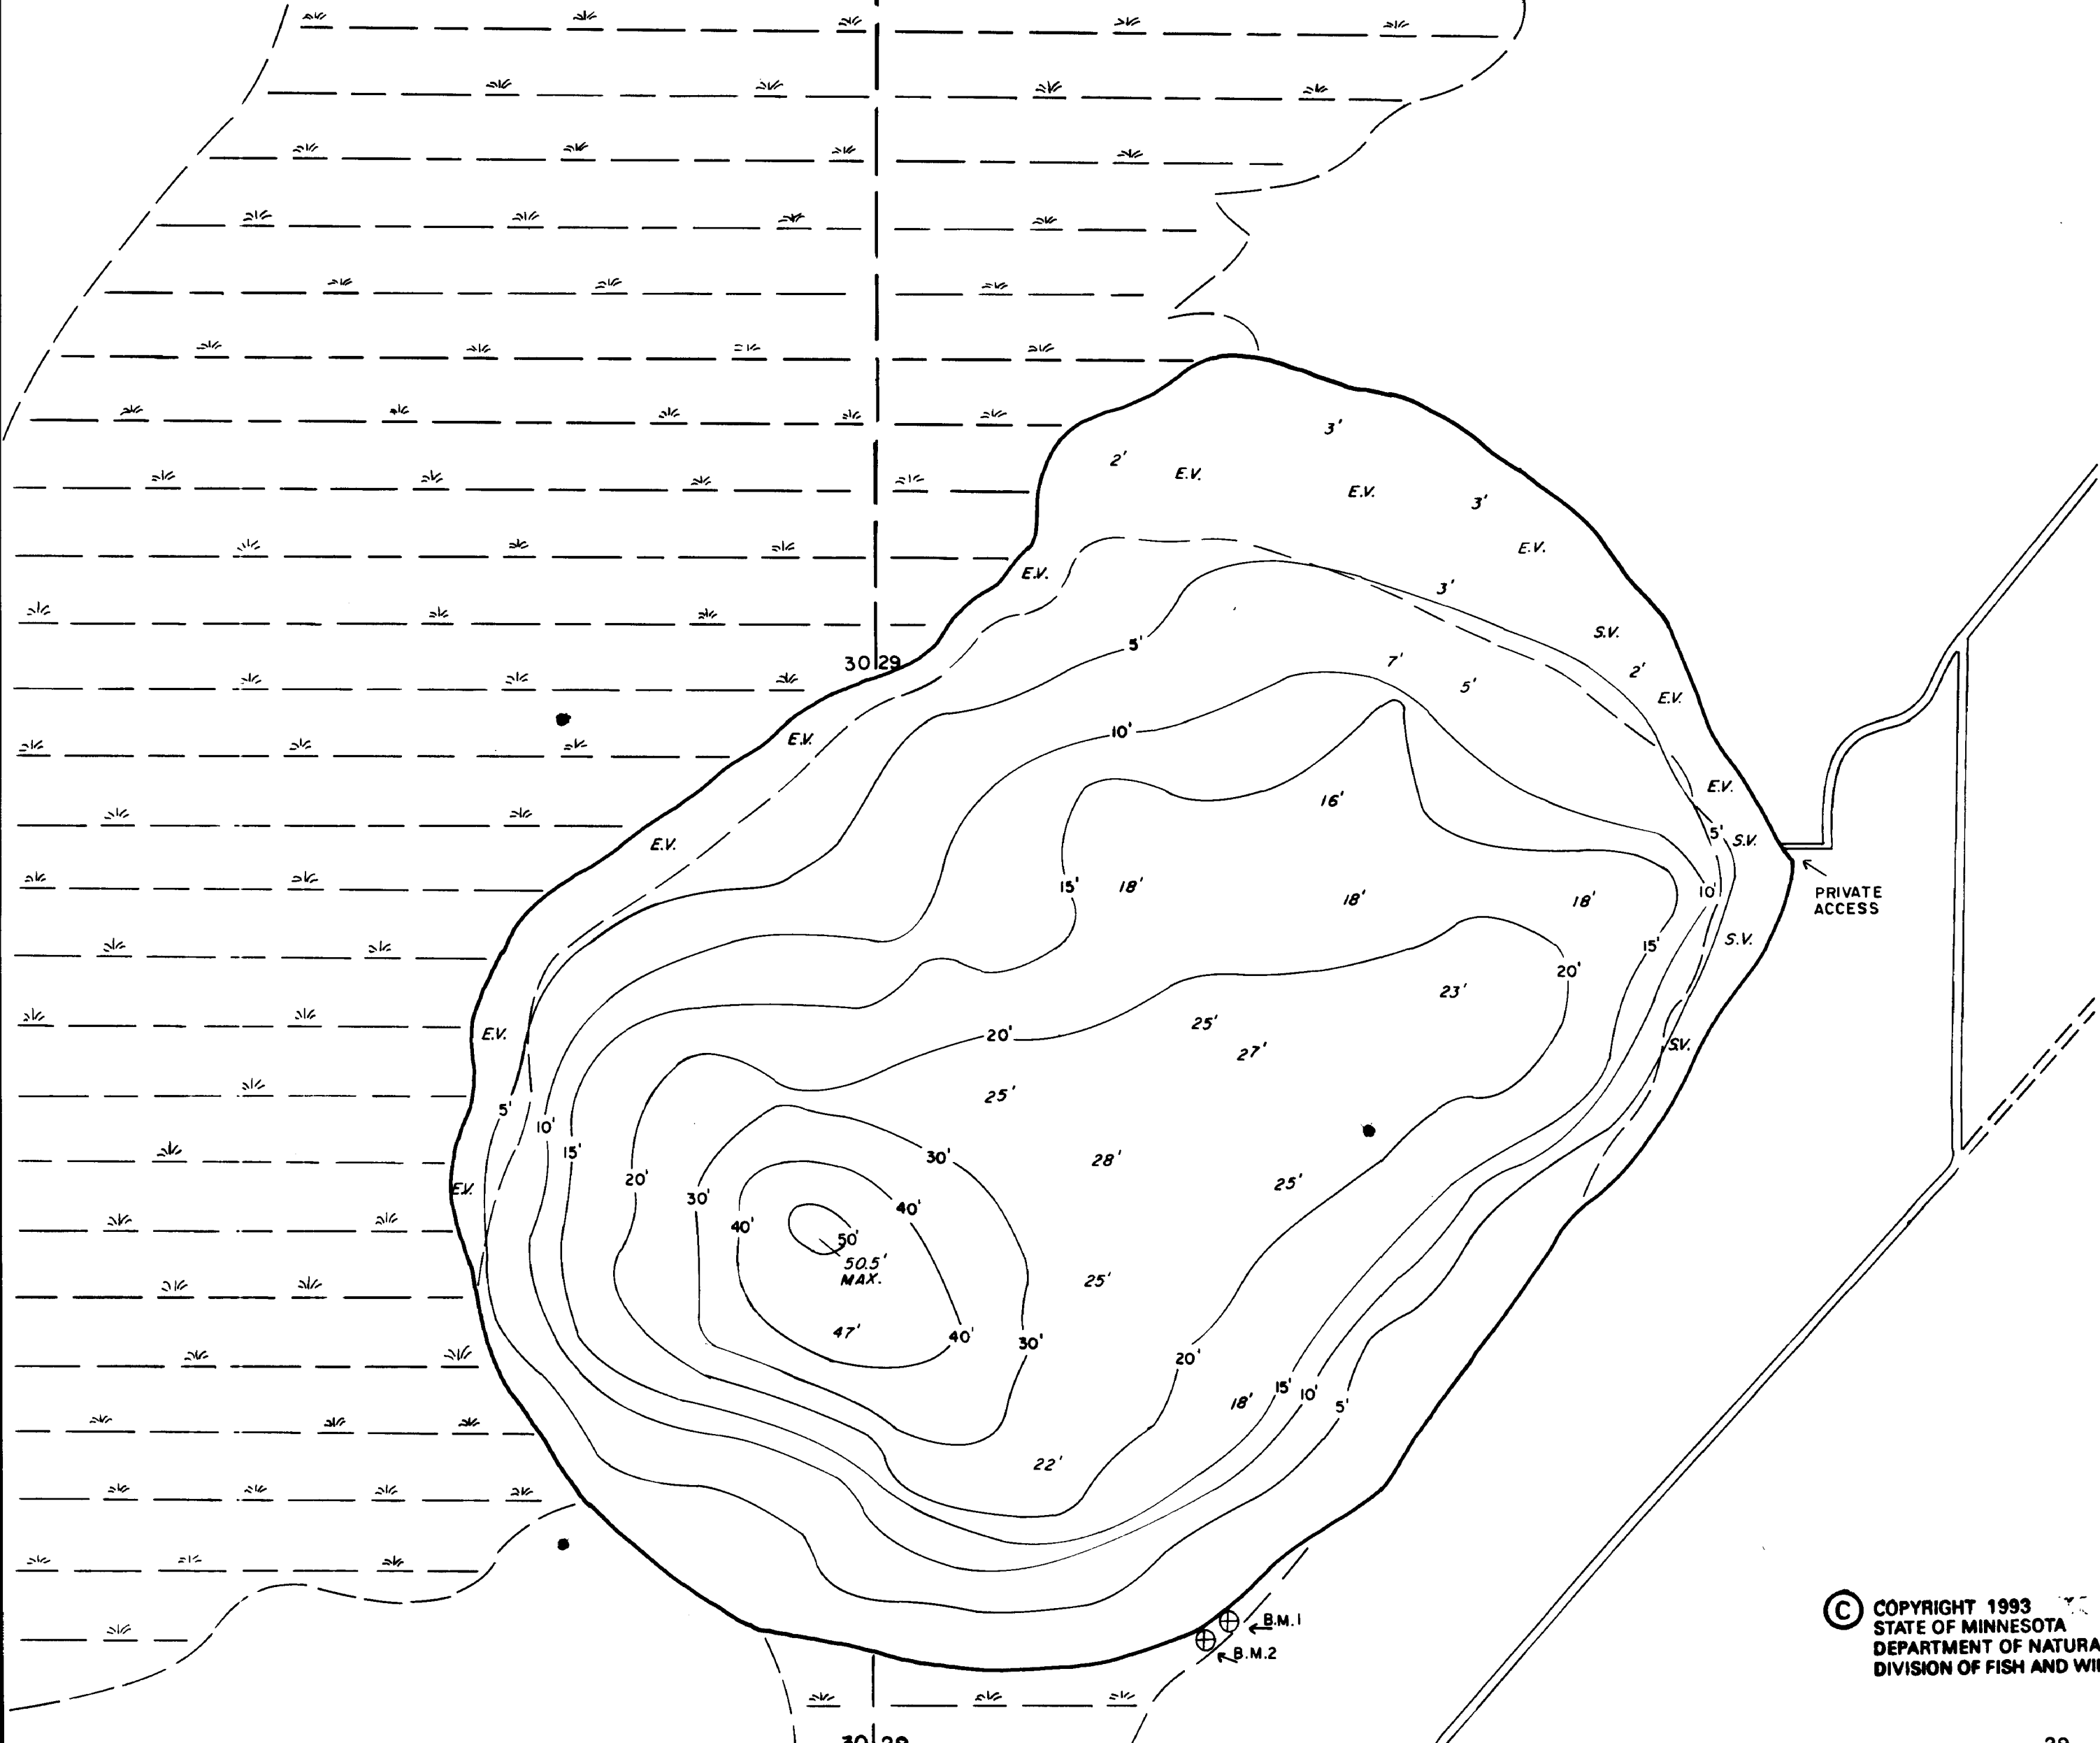 3'
2'
E.V.
E.V.
3'
E.V.
E.V.
3'
S.V.
5'
30 29
7'
2'
5'
E.V.
10'
E.V.
E.V.
16'
5'
S.V.
E.V.
15'
18'
18'
18'
10'
PRIVATE
ACCESS
15'
S.V.
20'
23'
25'
E.V.
20'
27'
S.V.
25'
5'
10'
15'
30'
28'
20'
25'
E.V.
30'
40'
40'
50'
50.5'
MAX.
25'
47'
40'
30'
20'
15'
10'
18'
5'
22'
B.M.1
B.M.2
© COPYRIGHT 1993
STATE OF MINNESOTA
DEPARTMENT OF NATURA
DIVISION OF FISH AND WI
30 29